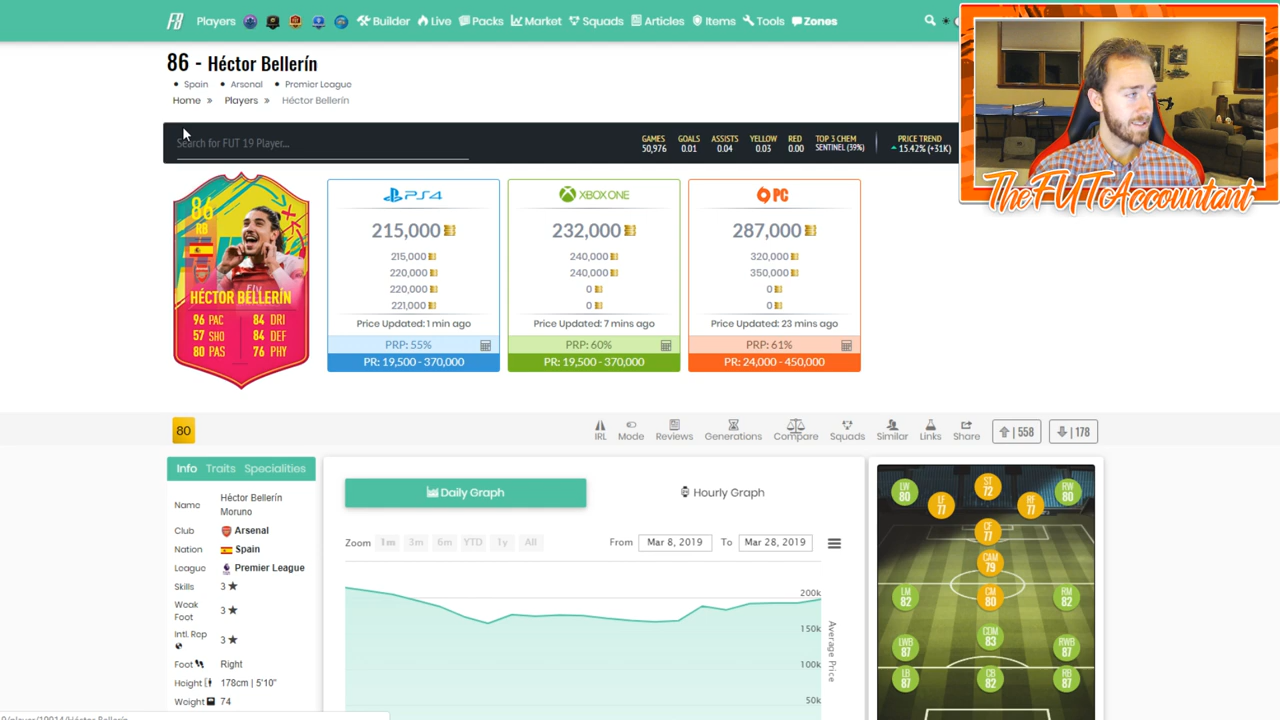 F8 Players Builder Live Packs Market Squads Articles Items Tools Zones
86 - Héctor Bellerín
Spain Arsenal Premier League
Home » Players » Héctor Bellerín
Search for FUT 19 Player...
GAMES GOALS ASSISTS YELLOW RED TOP 3 CHEM PRICE TREND
50,976 0.01 0.04 0.03 0.00 SENTINEL (39%) 15.42% (+31K)
TheFUTAccountant
86
RB
HÉCTOR BELLERÍN
96 PAC 84 DRI
57 SHO 84 DEF
80 PAS 76 PHY
PS4
215,000
215,000
220,000
220,000
221,000
Price Updated: 1 min ago
PRP: 55%
PR: 19,500 - 370,000
XBOX ONE
232,000
240,000
240,000
0
0
Price Updated: 7 mins ago
PRP: 60%
PR: 19,500 - 370,000
PC
287,000
320,000
350,000
0
0
Price Updated: 23 mins ago
PRP: 61%
PR: 24,000 - 450,000
80
IRL Mode Reviews Generations Compare Squads Similar Links Share | 558 | 178
Info Traits Specialities
Name Héctor Bellerín Moruno
Club Arsenal
Nation Spain
League Premier League
Skills 3 ★
Weak Foot 3 ★
Intl. Rep 3 ★
Foot Right
Height 178cm | 5'10"
Weight 74
Daily Graph Hourly Graph
Zoom 1m 3m 6m YTD 1y All From Mar 8, 2019 To Mar 28, 2019
200k
150k
100k
50k
Average Price
LW 80
ST 72
RW 80
LF 77
RF 77
CF 77
CAM 79
LM 82
CM 80
RM 82
CDM 83
LWB 87
RWB 87
LB 87
CB 82
RB 87